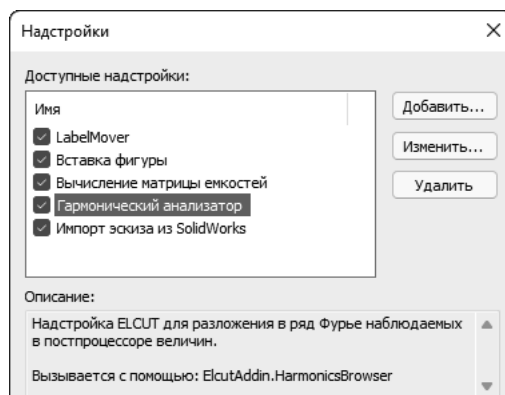 Надстройки
Доступные надстройки:
Имя
LabelMover
Вставка фигуры
Вычисление матрицы емкостей
Гармонический анализатор
Импорт эскиза из SolidWorks
Добавить...
Изменить...
Удалить
Описание:
Надстройка ELCUT для разложения в ряд Фурье наблюдаемых
в постпроцессоре величин.
Вызывается с помощью: ElcutAddin.HarmonicsBrowser